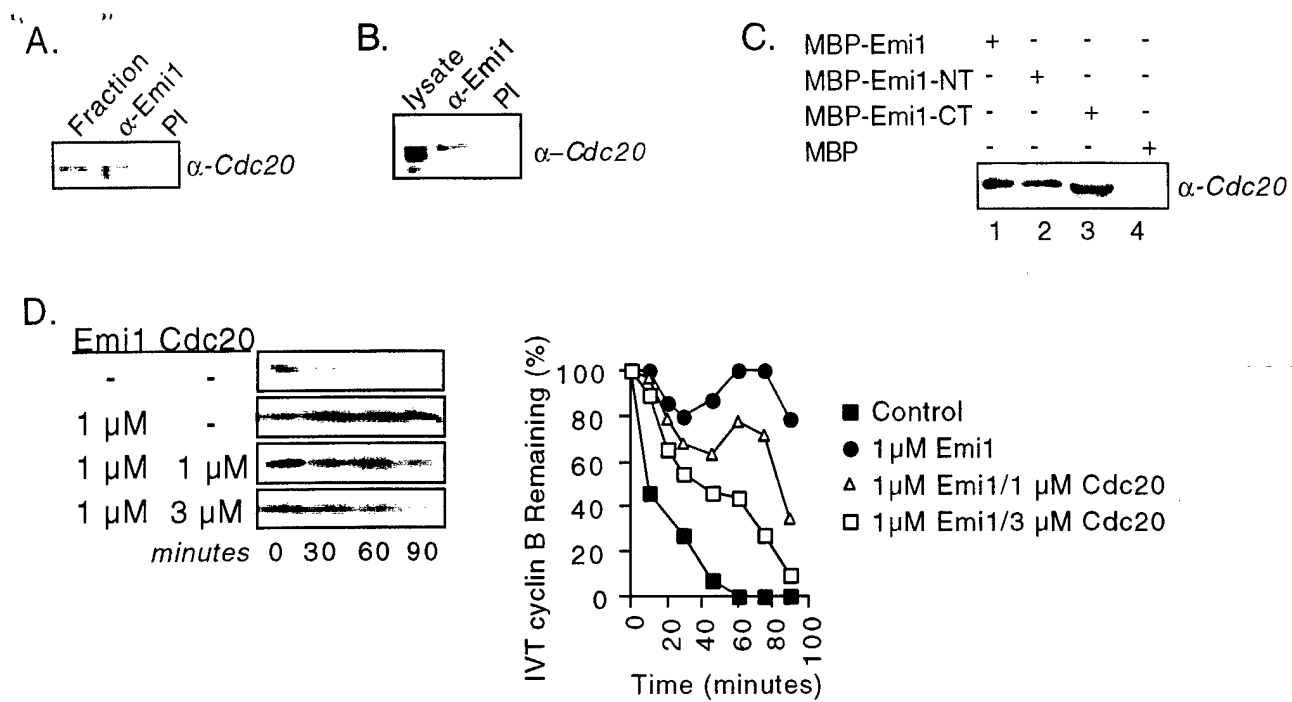 A.
Fraction
α-Emi1
PI
α-Cdc20
B.
lysate
α-Emi1
PI
α–Cdc20
C.
MBP-Emi1 + - - -
MBP-Emi1-NT - + - -
MBP-Emi1-CT - - + -
MBP - - - +
α-Cdc20
1 2 3 4
D.
Emi1 Cdc20
- -
1 μM -
1 μM 1 μM
1 μM 3 μM
minutes 0 30 60 90
IVT cyclin B Remaining (%)
100
80
60
40
20
0
0 20 40 60 80 100
Time (minutes)
Control
1μM Emi1
1μM Emi1/1 μM Cdc20
1μM Emi1/3 μM Cdc20